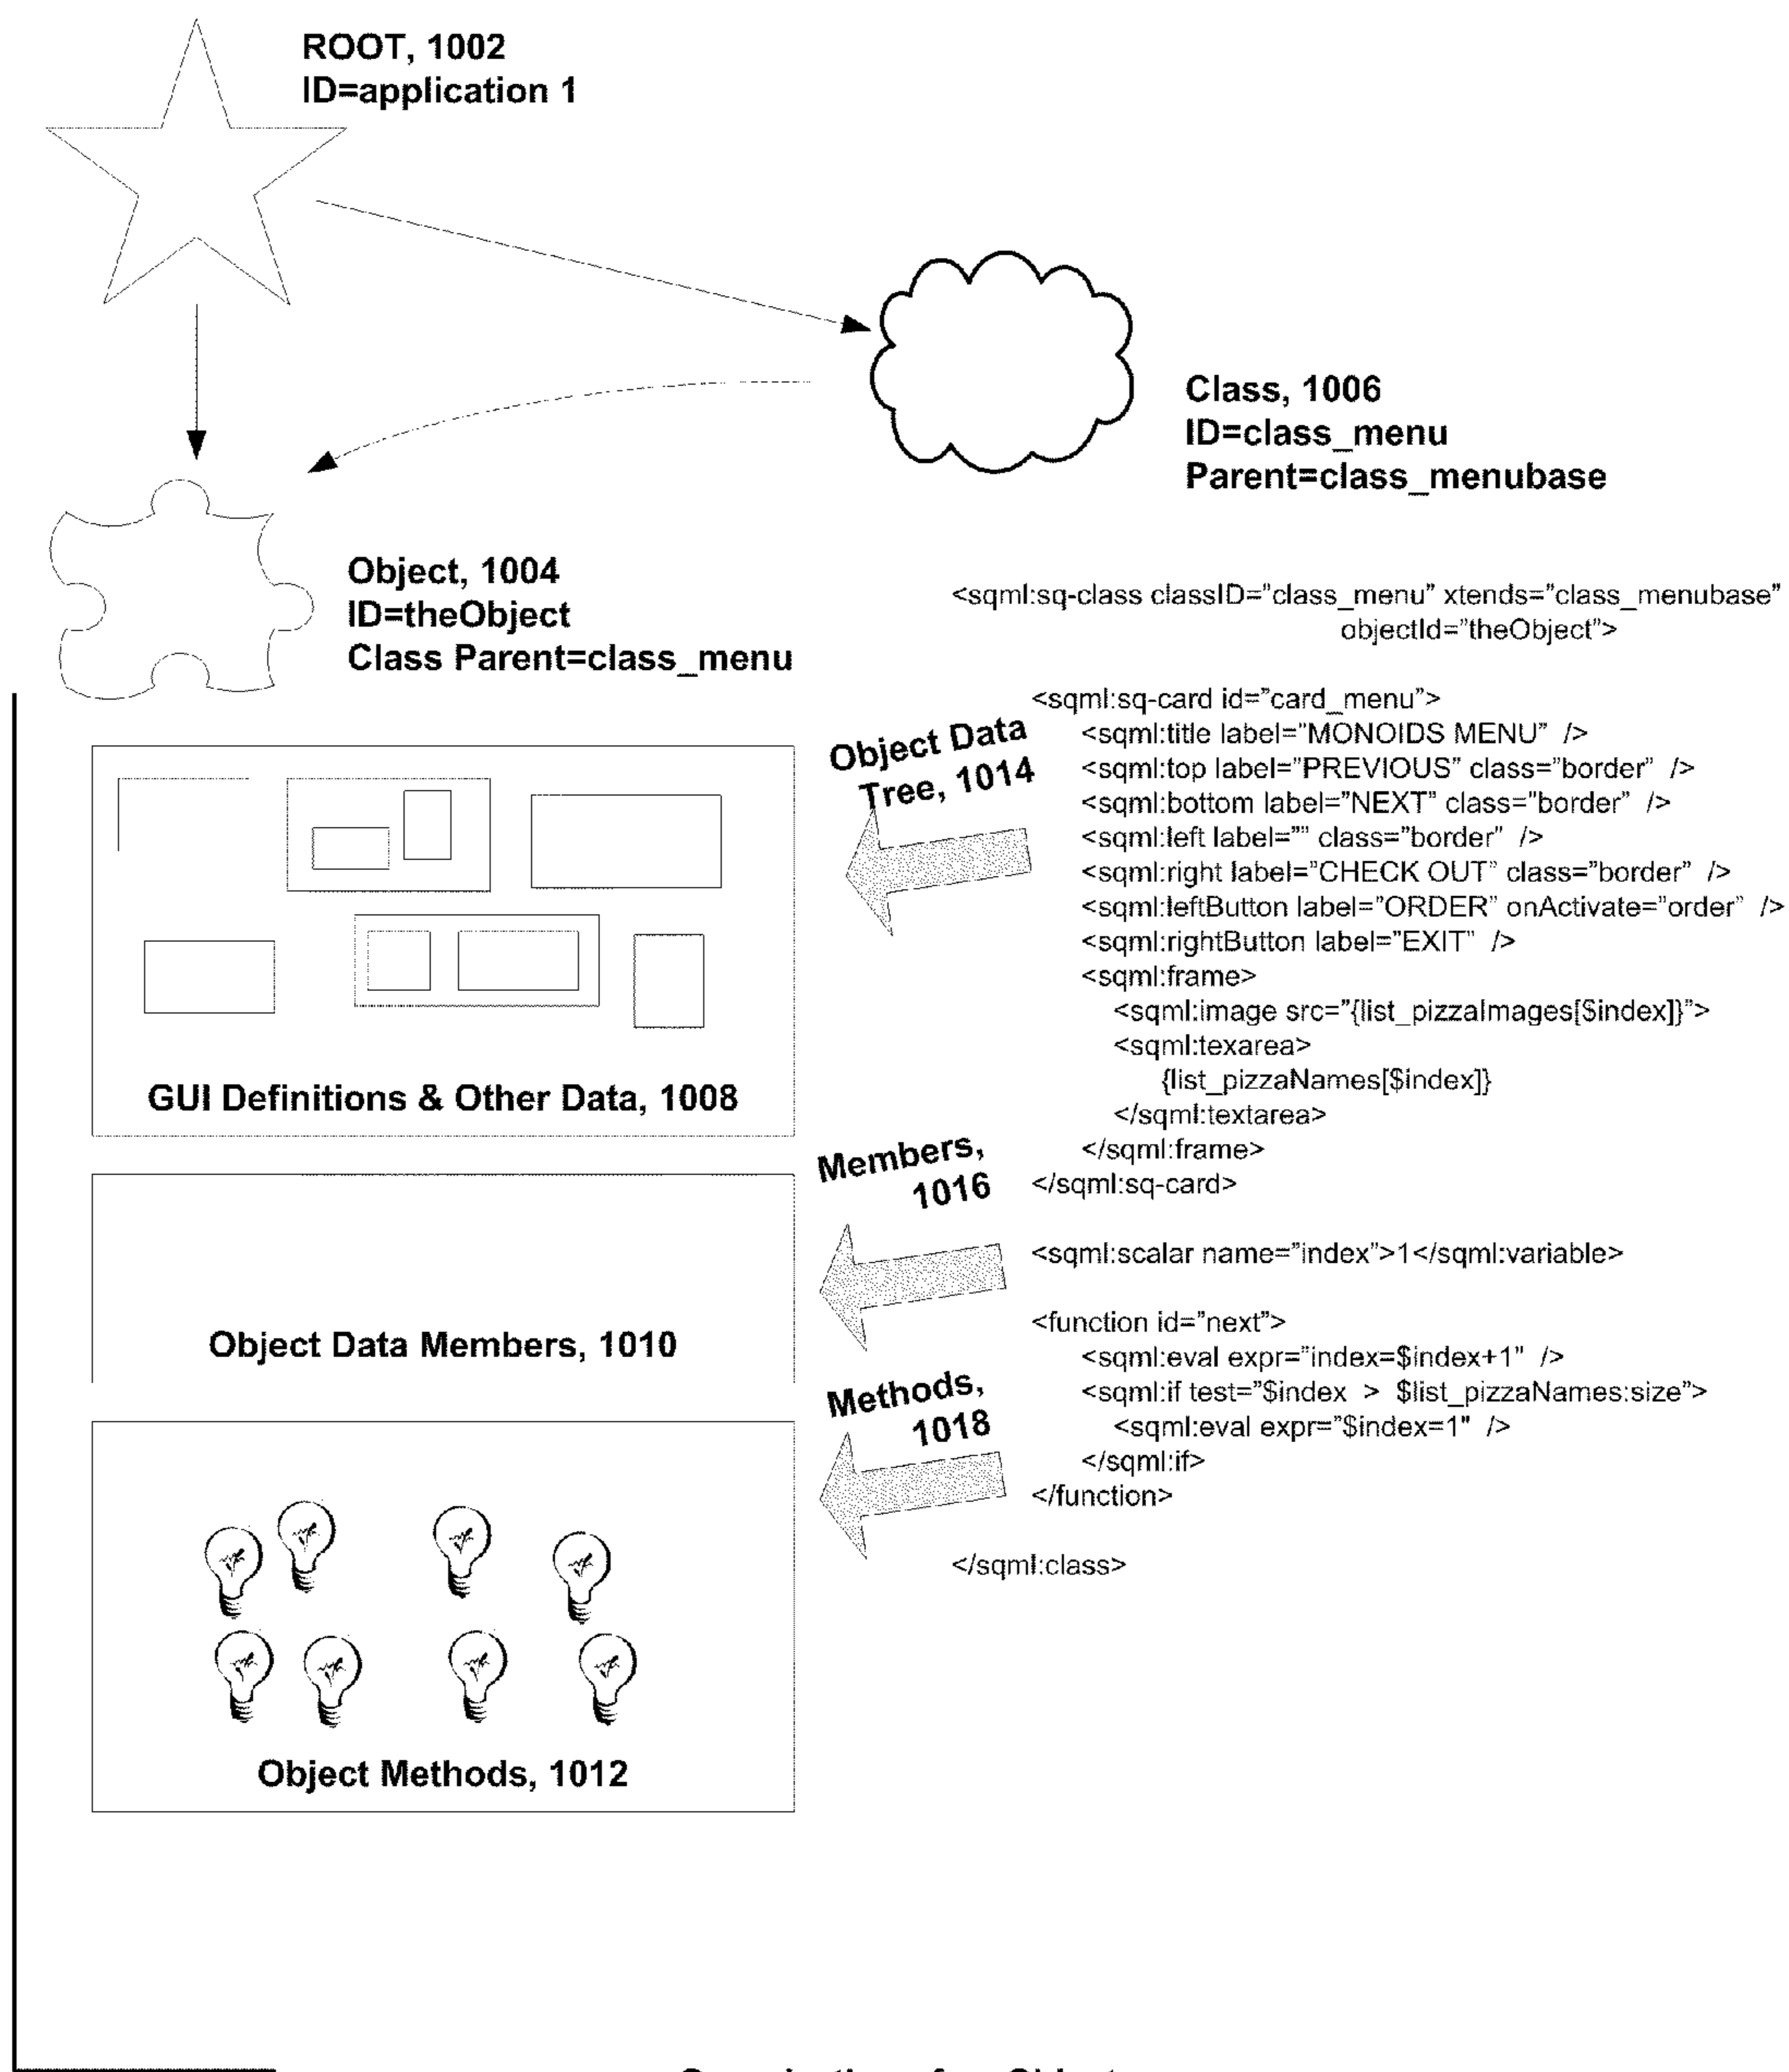 ROOT, 1002
ID=application 1
Class, 1006
ID=class_menu
Parent=class_menubase
Object, 1004
ID=theObject
Class Parent=class_menu
<sqml:sq-class classID="class_menu" xtends="class_menubase"
objectId="theObject">
Object Data
Tree, 1014
<sqml:sq-card id="card_menu">
<sqml:title label="MONOIDS MENU" />
<sqml:top label="PREVIOUS" class="border" />
<sqml:bottom label="NEXT" class="border" />
<sqml:left label="" class="border" />
<sqml:right label="CHECK OUT" class="border" />
<sqml:leftButton label="ORDER" onActivate="order" />
<sqml:rightButton label="EXIT" />
<sqml:frame>
<sqml:image src="{list_pizzaImages[$index]}">
<sqml:texarea>
{list_pizzaNames[$index]}
</sqml:textarea>
</sqml:frame>
</sqml:sq-card>
GUI Definitions & Other Data, 1008
Members,
1016
<sqml:scalar name="index">1</sqml:variable>
Object Data Members, 1010
Methods,
1018
<function id="next">
<sqml:eval expr="index=$index+1" />
<sqml:if test="$index > $list_pizzaNames:size">
<sqml:eval expr="$index=1" />
</sqml:if>
</function>
</sqml:class>
Object Methods, 1012